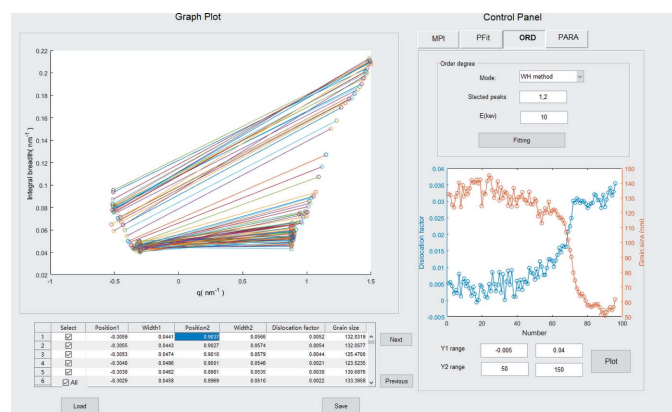 Graph Plot
Control Panel
MPI
PFit
ORD
PARA
Order degree
Mode:
WH method
Slected peaks
1,2
E(kev)
10
Fitting
Integral breadth( nm⁻¹)
0.22
0.2
0.18
0.16
0.14
0.12
0.1
0.08
0.06
0.04
0.02
-1
-0.5
0
0.5
1
1.5
q( nm⁻¹)
Dislocation factor
0.04
0.035
0.03
0.025
0.02
0.015
0.01
0.005
0
-0.005
150
140
130
120
110
100
90
80
70
60
50
Grain size (nm)
0
20
40
60
80
100
Number
Select Position1 Width1 Position2 Width2 Dislocation factor Grain size
1 -0.3059 0.0441 0.9037 0.0566 0.0052 132.8319
2 -0.3055 0.0443 0.9027 0.0574 0.0054 132.0577
3 -0.3053 0.0474 0.9010 0.0579 0.0044 125.4700
4 -0.3048 0.0496 0.9001 0.0546 0.0021 123.5235
5 -0.3038 0.0462 0.8981 0.0535 0.0030 130.6876
6 All -0.3029 0.0458 0.8969 0.0510 0.0022 133.3958
Next
Previous
Load
Save
Y1 range
-0.005
0.04
Y2 range
50
150
Plot